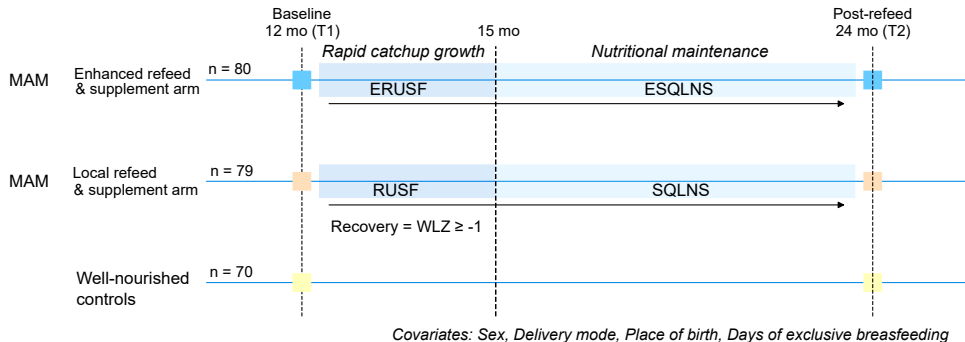 Baseline
12 mo (T1)
15 mo
Post-refeed
24 mo (T2)
Rapid catchup growth
Nutritional maintenance
MAM
Enhanced refeed
& supplement arm
n = 80
ERUSF
ESQLNS
MAM
Local refeed
& supplement arm
n = 79
RUSF
SQLNS
Recovery = WLZ ≥ -1
Well-nourished
controls
n = 70
Covariates: Sex, Delivery mode, Place of birth, Days of exclusive breasfeeding